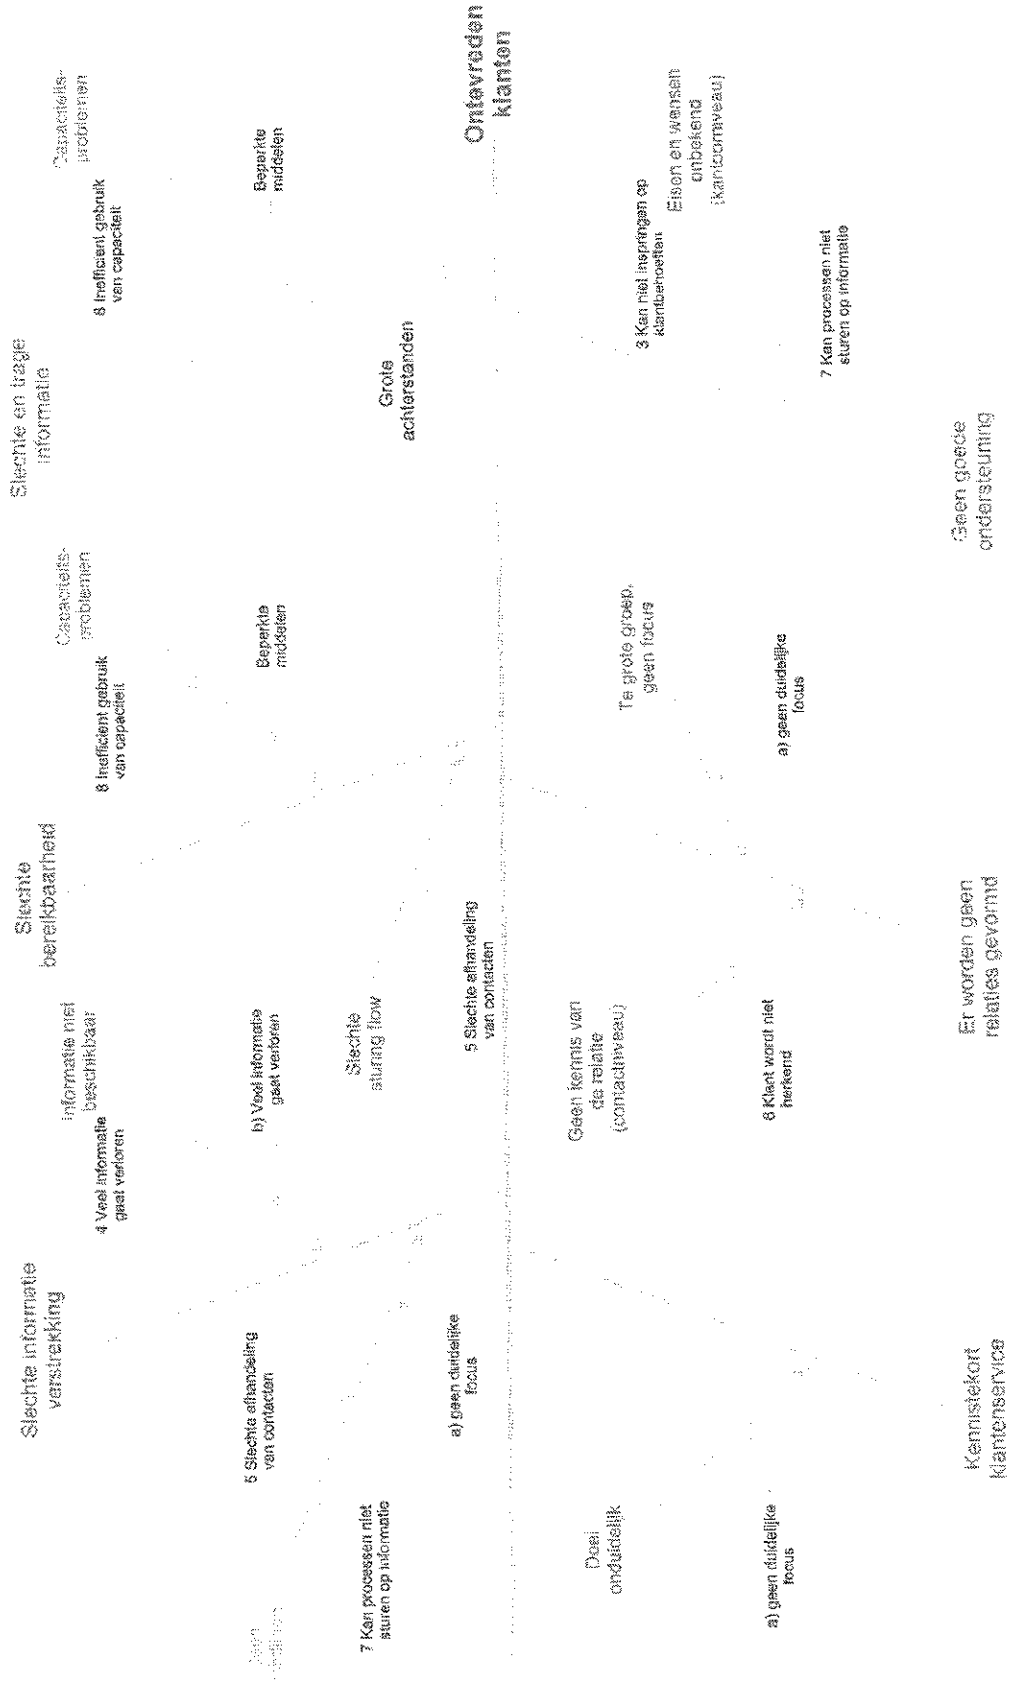 Slechte informatie
verstrekking
Slechte
bereikbaarheid
Slechte en trage
informatie
informatie niet
beschikbaar
4 Veel informatie
gaat verloren
Capaciteits-
problemen
8 Inefficient gebruik
van capaciteit
Capaciteits-
problemen
8 Inefficient gebruik
van capaciteit
5 Slechte afhandeling
van contacten
b) Veel informatie
gaat verloren
Beperkte
middelen
Beperkte
middelen
7 Kan processen niet
sturen op informatie
Slechte
sturing flow
Grote
achterstanden
a) geen duidelijke
focus
5 Slechte afhandeling
van contacten
Ontevreden
klanten
Doel
onduidelijk
Geen kennis van
de relatie
(contactniveau)
Te grote groep,
geen focus
3 Kan niet inspringen op
klantbehoeften
Eisen en wensen
onbekend
(kantoorniveau)
a) geen duidelijke
focus
6 Klant wordt niet
herkend
a) geen duidelijke
focus
7 Kan processen niet
sturen op informatie
Kennistekort
klantenservice
Er worden geen
relaties gevormd
Geen goede
ondersteuning